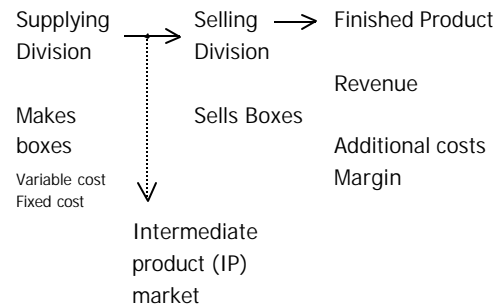 Supplying
Division
Makes
boxes
Variable cost
Fixed cost
Selling
Division
Sells Boxes
Finished Product
Revenue
Additional costs
Margin
Intermediate
product (IP)
market